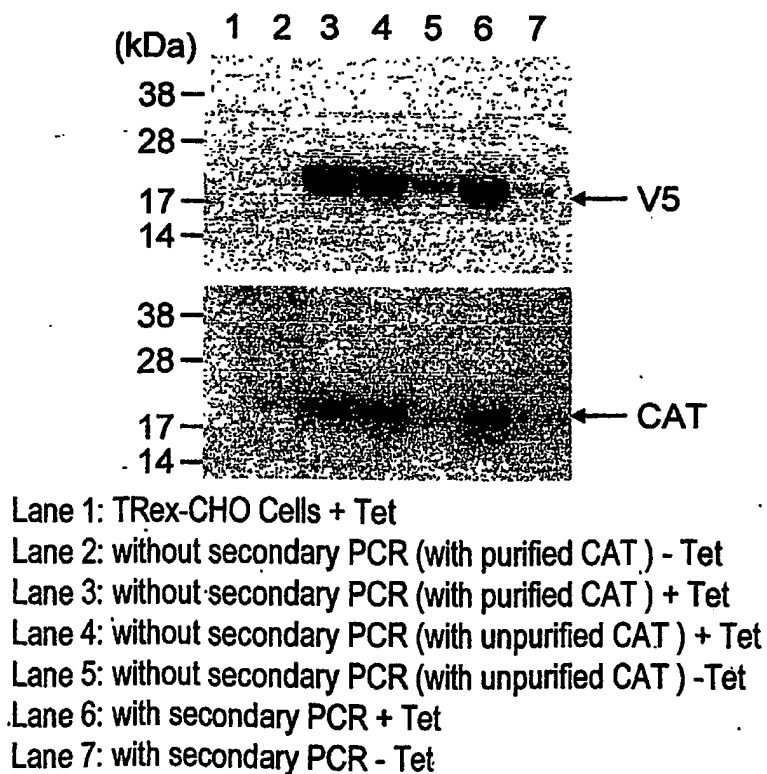 1 2 3 4 5 6 7
(kDa)
38
28
17
14
V5
38
28
17
14
CAT
Lane 1: TRex-CHO Cells + Tet
Lane 2: without secondary PCR (with purified CAT ) - Tet
Lane 3: without secondary PCR (with purified CAT ) + Tet
Lane 4: without secondary PCR (with unpurified CAT ) + Tet
Lane 5: without secondary PCR (with unpurified CAT ) -Tet
Lane 6: with secondary PCR + Tet
Lane 7: with secondary PCR - Tet